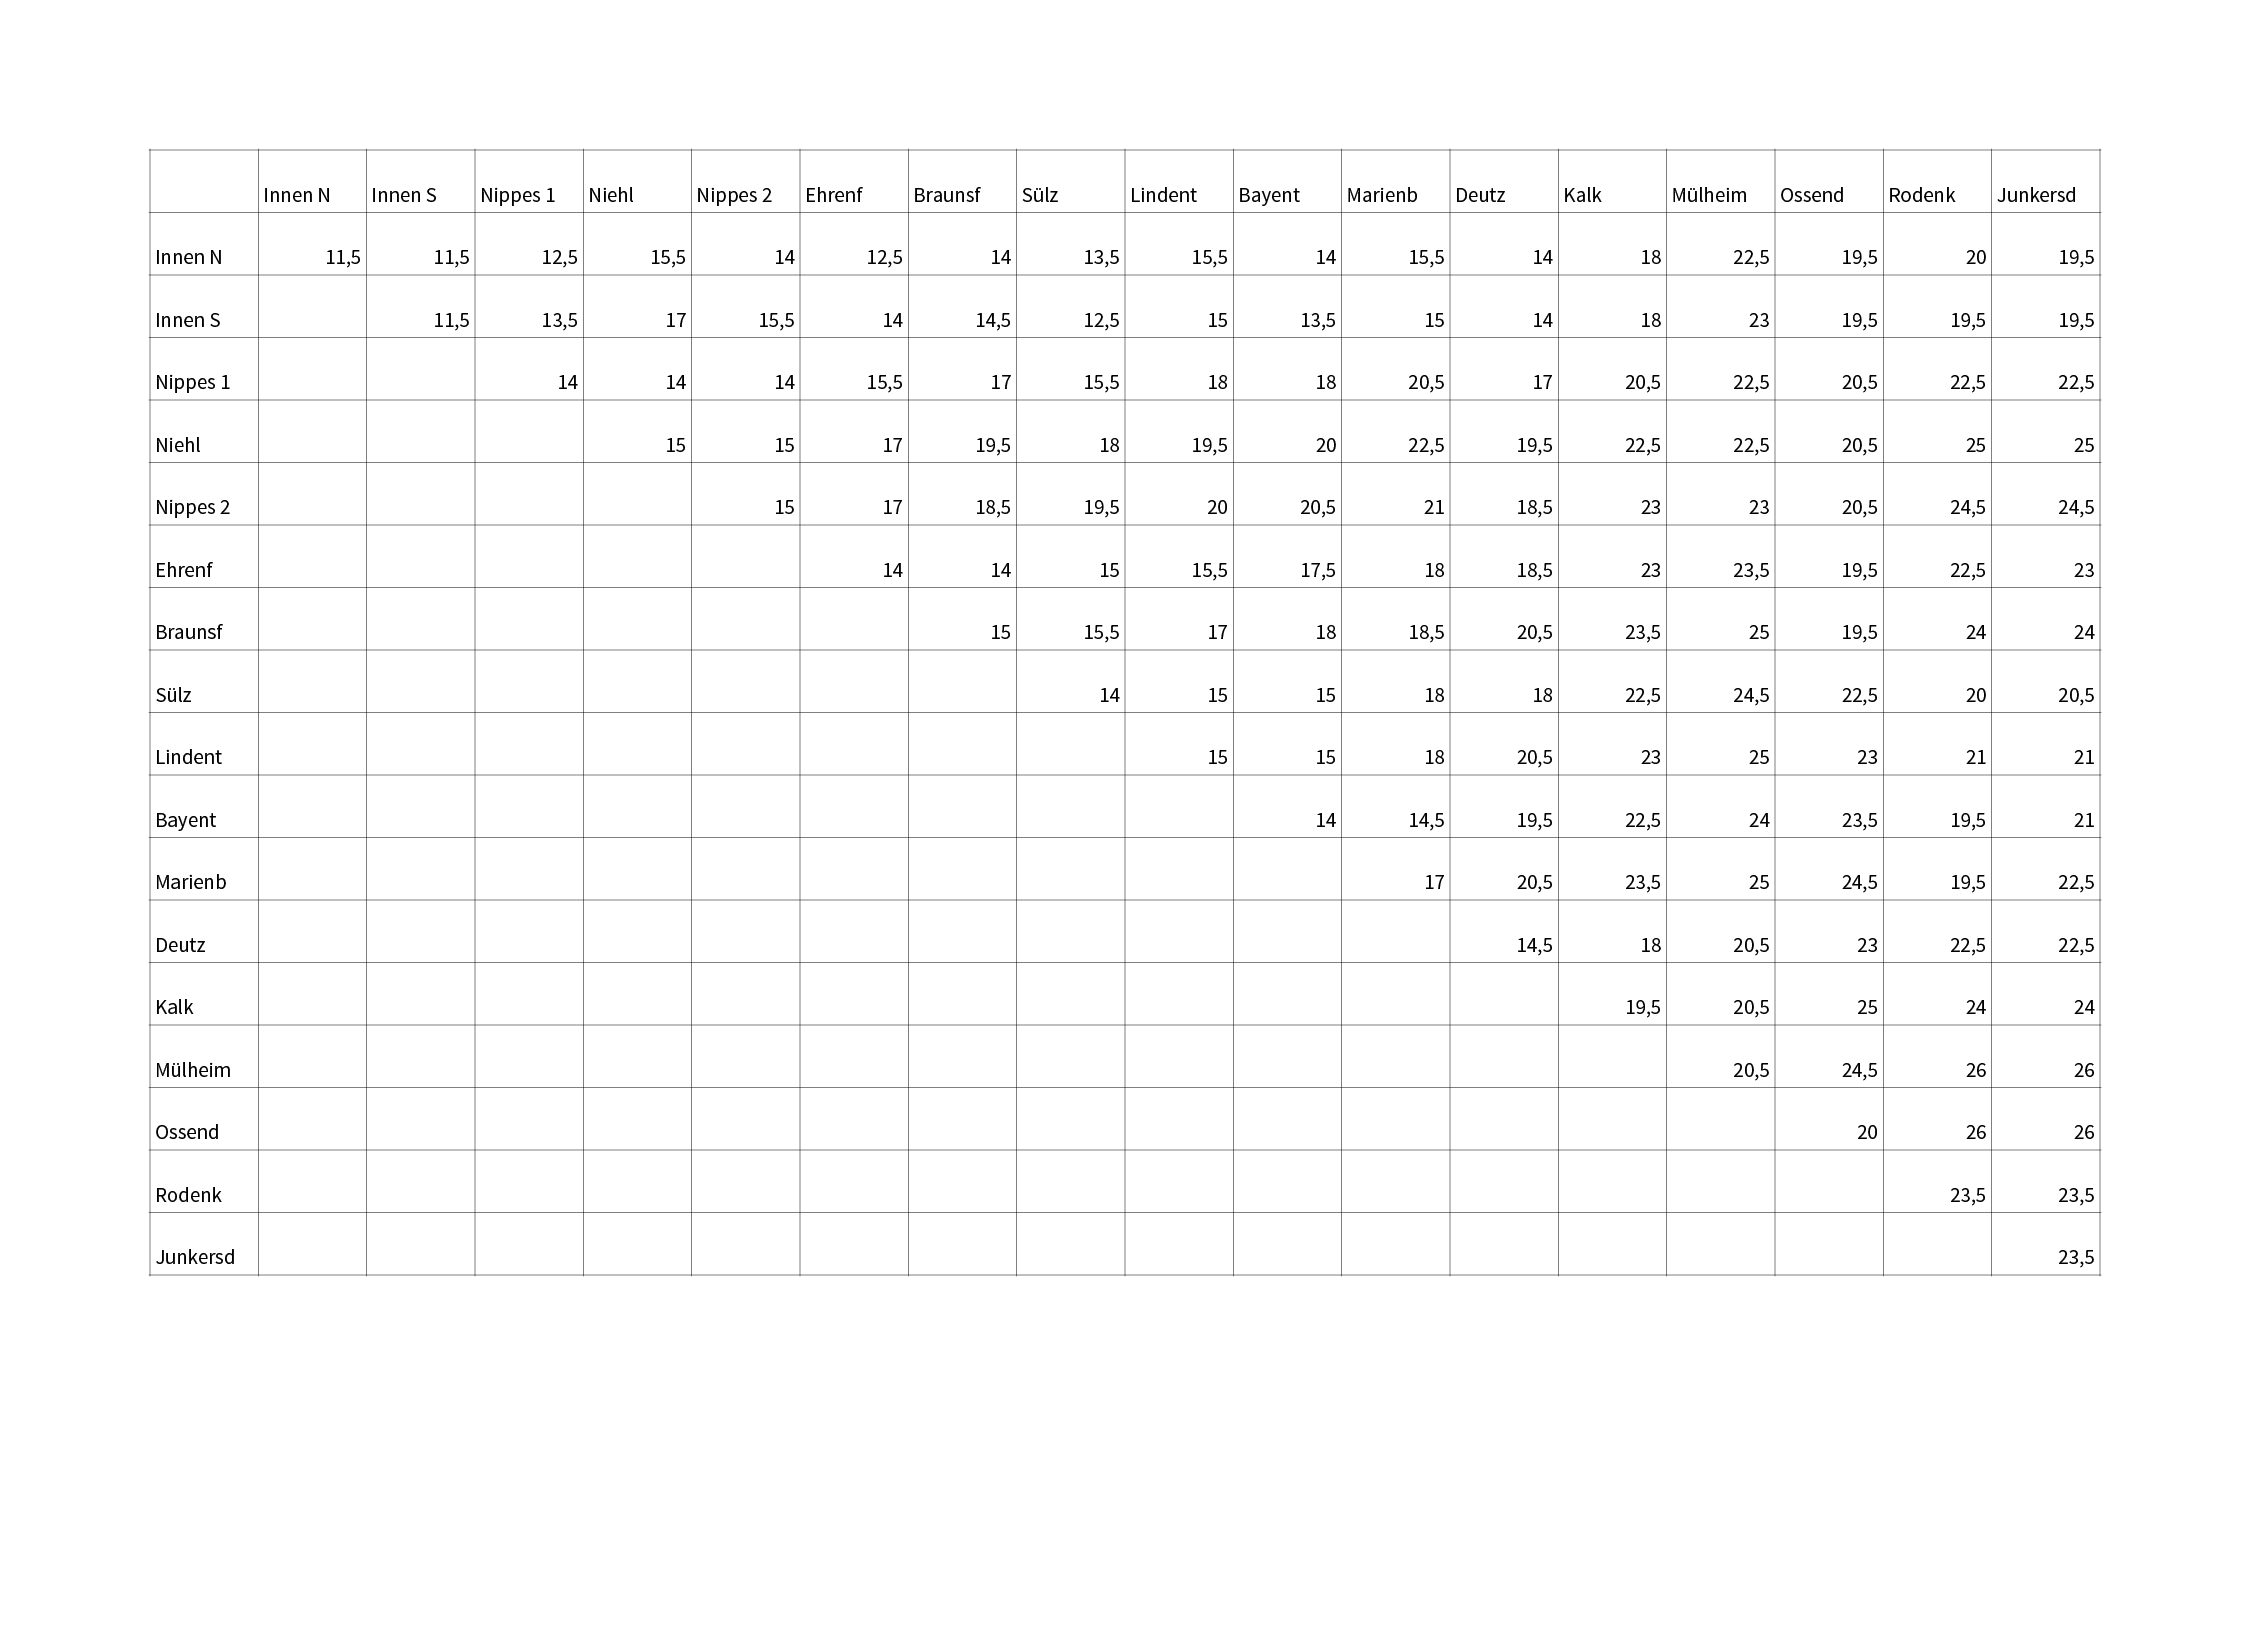 Innen N Innen S Nippes 1 Niehl Nippes 2 Ehrenf Braunsf Sülz Lindent Bayent Marienb Deutz Kalk Mülheim Ossend Rodenk Junkersd
Innen N 11,5 11,5 12,5 15,5 14 12,5 14 13,5 15,5 14 15,5 14 18 22,5 19,5 20 19,5
Innen S 11,5 13,5 17 15,5 14 14,5 12,5 15 13,5 15 14 18 23 19,5 19,5 19,5
Nippes 1 14 14 14 15,5 17 15,5 18 18 20,5 17 20,5 22,5 20,5 22,5 22,5
Niehl 15 15 17 19,5 18 19,5 20 22,5 19,5 22,5 22,5 20,5 25 25
Nippes 2 15 17 18,5 19,5 20 20,5 21 18,5 23 23 20,5 24,5 24,5
Ehrenf 14 14 15 15,5 17,5 18 18,5 23 23,5 19,5 22,5 23
Braunsf 15 15,5 17 18 18,5 20,5 23,5 25 19,5 24 24
Sülz 14 15 15 18 18 22,5 24,5 22,5 20 20,5
Lindent 15 15 18 20,5 23 25 23 21 21
Bayent 14 14,5 19,5 22,5 24 23,5 19,5 21
Marienb 17 20,5 23,5 25 24,5 19,5 22,5
Deutz 14,5 18 20,5 23 22,5 22,5
Kalk 19,5 20,5 25 24 24
Mülheim 20,5 24,5 26 26
Ossend 20 26 26
Rodenk 23,5 23,5
Junkersd 23,5